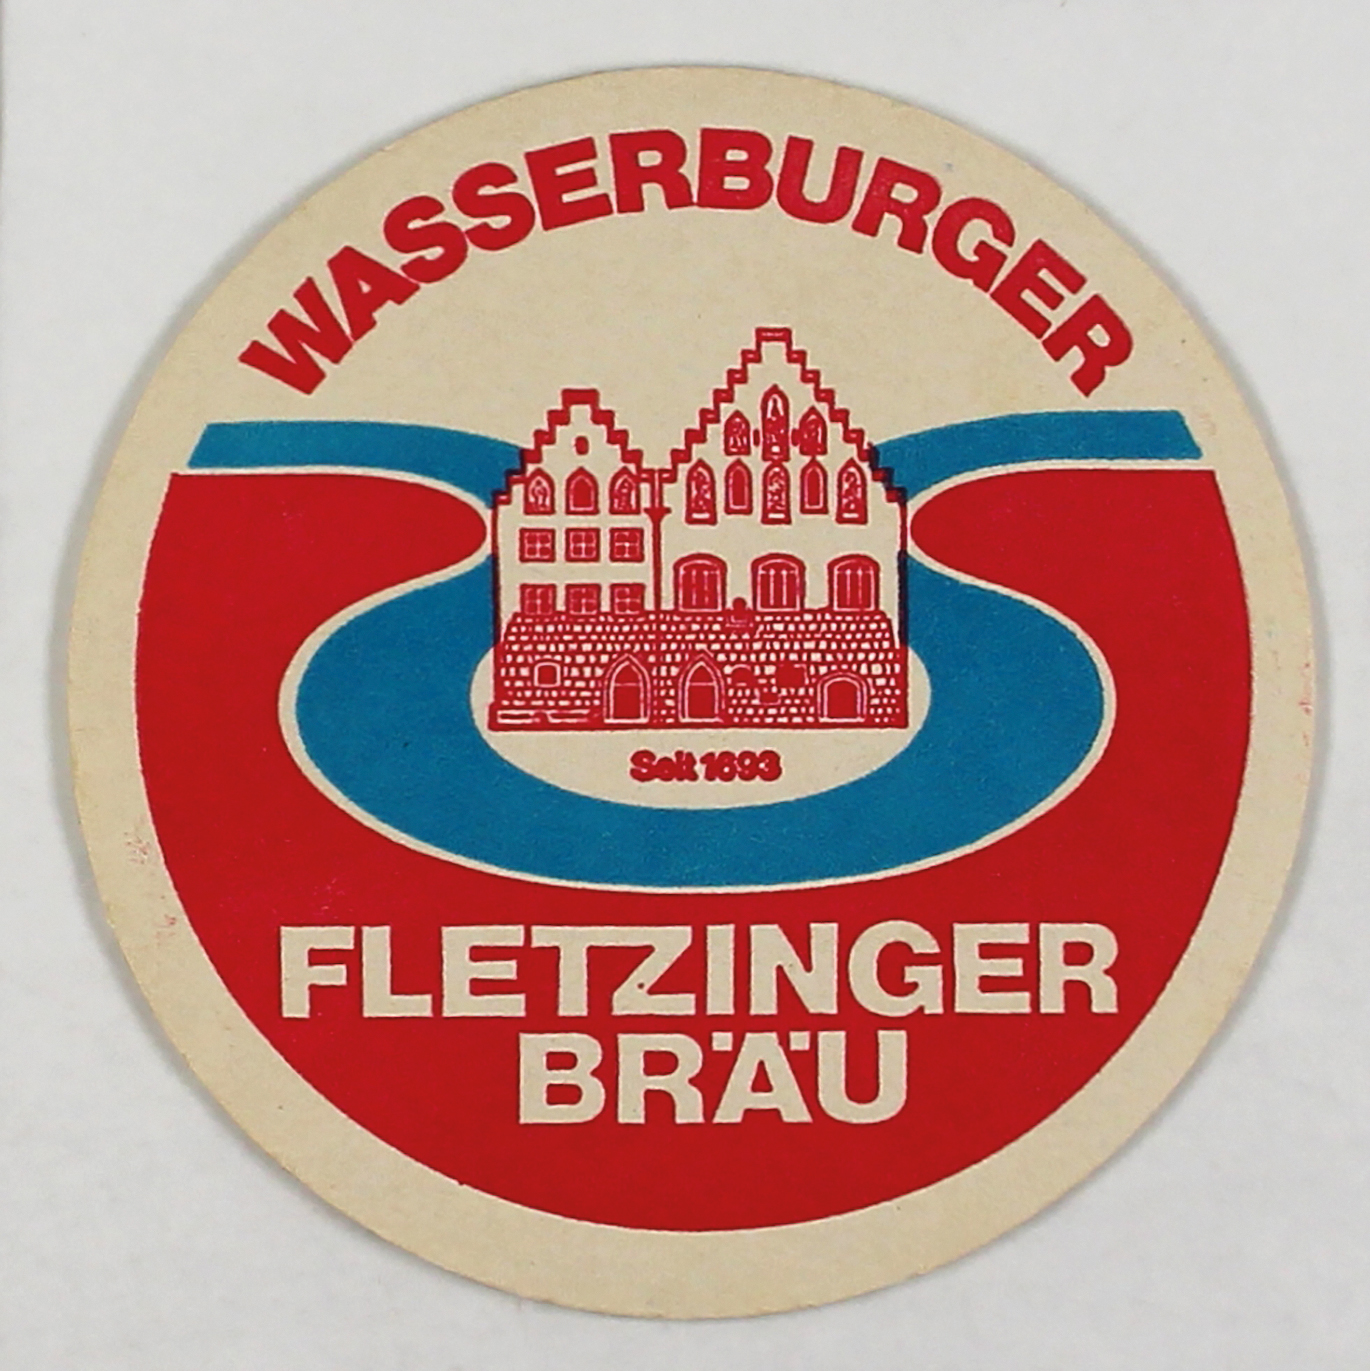 WASSERBURGER
Seit 1693
FLETZINGER
BRÄU